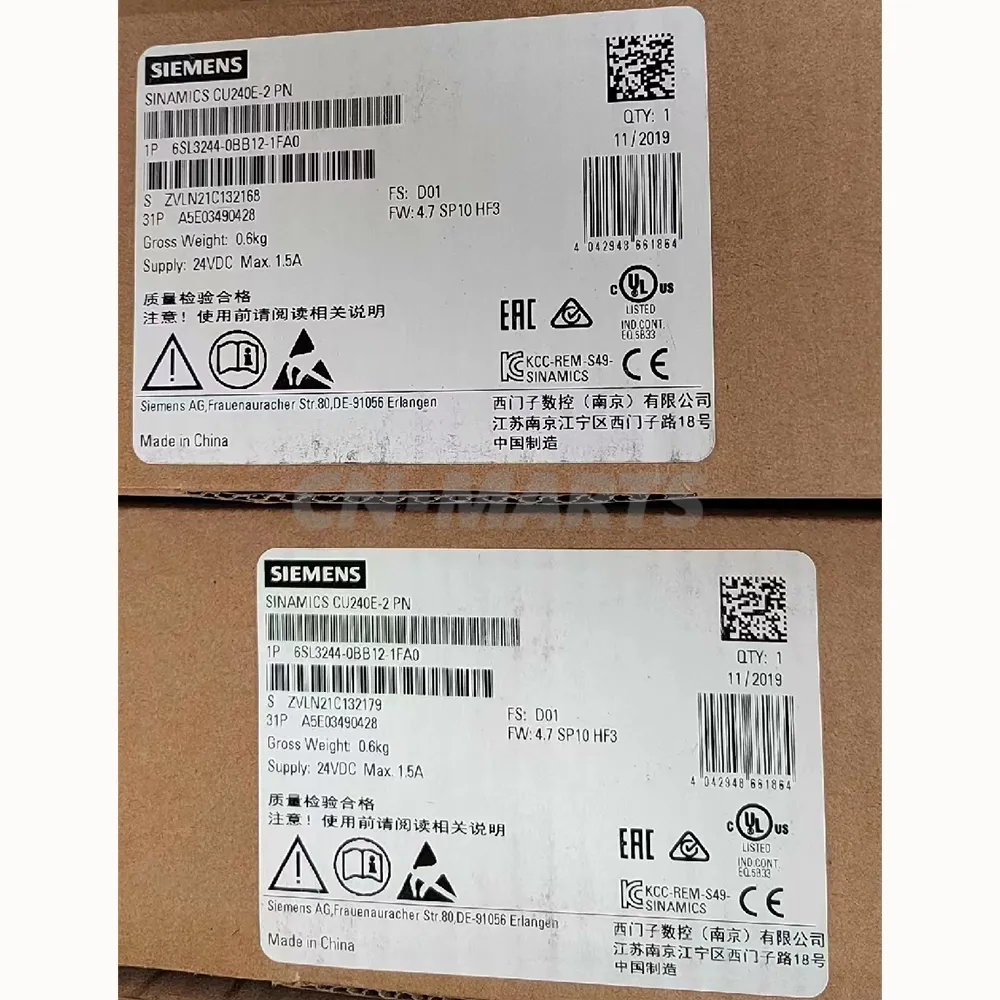 SIEMENS
SINAMICS CU240E-2 PN
1P 6SL3244-0BB12-1FA0
S ZVLN21C132168
31P A5E03490428
Gross Weight: 0.6kg
Supply: 24VDC Max. 1.5A
FS: D01
FW: 4.7 SP10 HF3
QTY: 1
11/2019
4 042948 661864
质量检验合格
注意！使用前请阅读相关说明
EAC
C UL US
LISTED
IND.CONT.
EQ.5B33
KCC-REM-S49-
SINAMICS
CE
Siemens AG,Frauenauracher Str.80,DE-91056 Erlangen
Made in China
西门子数控（南京）有限公司
江苏南京江宁区西门子路18号
中国制造
CN-MARTS
SIEMENS
SINAMICS CU240E-2 PN
1P 6SL3244-0BB12-1FA0
S ZVLN21C132179
31P A5E03490428
Gross Weight: 0.6kg
Supply: 24VDC Max. 1.5A
FS: D01
FW: 4.7 SP10 HF3
QTY: 1
11/2019
4 042948 661864
质量检验合格
注意！使用前请阅读相关说明
EAC
C UL US
LISTED
IND.CONT.
EQ.5B33
KCC-REM-S49-
SINAMICS
CE
Siemens AG,Frauenauracher Str.80,DE-91056 Erlangen
Made in China
西门子数控（南京）有限公司
江苏南京江宁区西门子路18号
中国制造